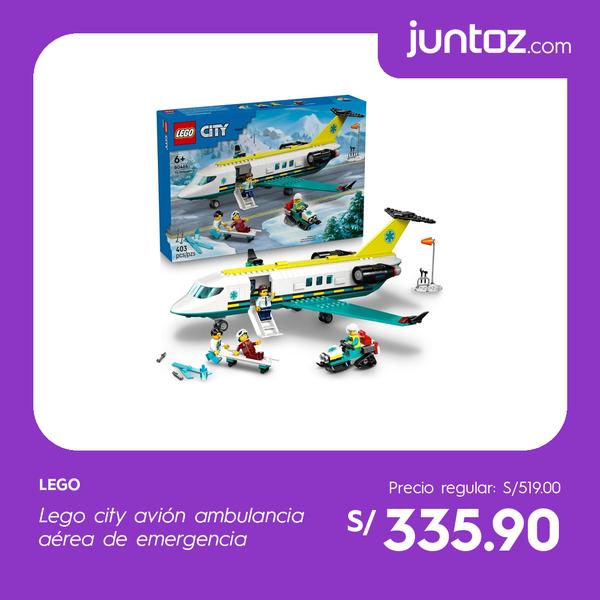 juntoz.com
LEGO CITY
6+
403
pcs/pzs
LEGO
Lego city avión ambulancia
aérea de emergencia
Precio regular: S/519.00
S/ 335.90